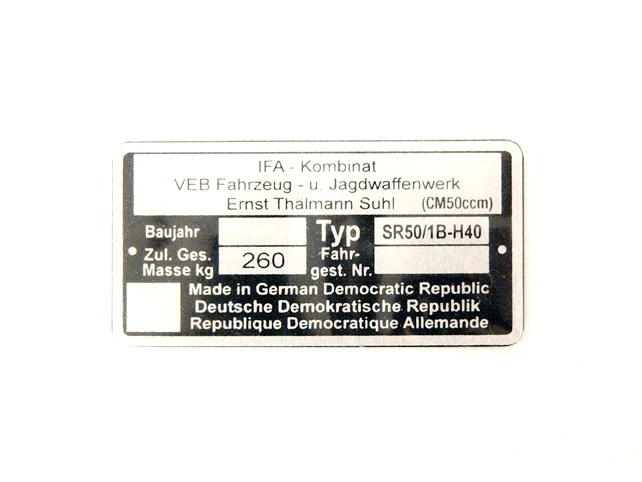 IFA - Kombinat
VEB Fahrzeug - u. Jagdwaffenwerk
Ernst Thälmann Suhl (CM50ccm)
Baujahr Typ SR50/1B-H40
Zul. Ges. Masse kg 260 Fahr-gest. Nr.
Made in German Democratic Republic
Deutsche Demokratische Republik
Republique Democratique Allemande